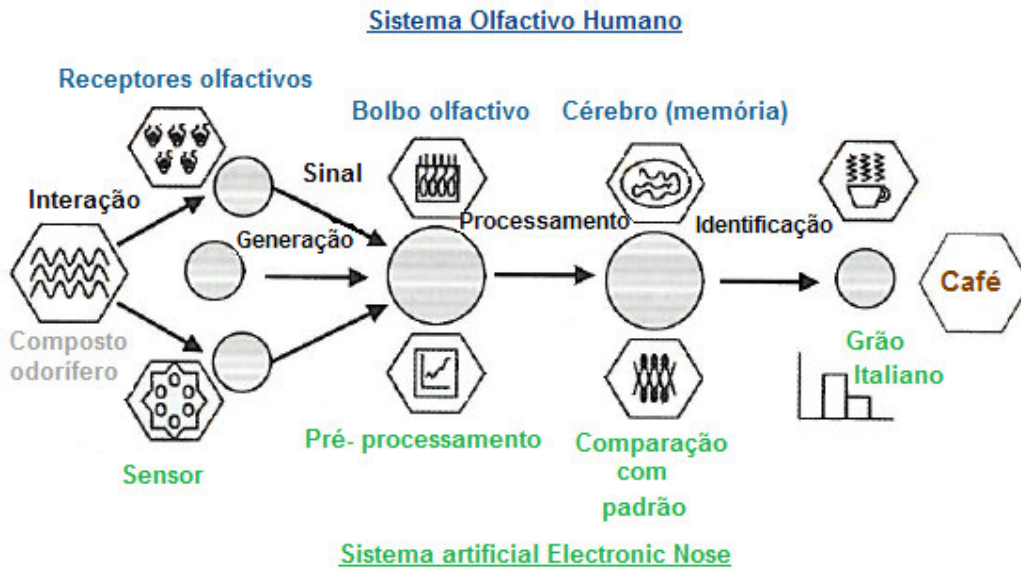 Sistema Olfactivo Humano
Receptores olfactivos
Bolbo olfactivo
Cérebro (memória)
Interação
Sinal
Generação
Processamento
Identificação
Café
Composto
odorífero
Sensor
Pré- processamento
Comparação
com
padrão
Grão
Italiano
Sistema artificial Electronic Nose